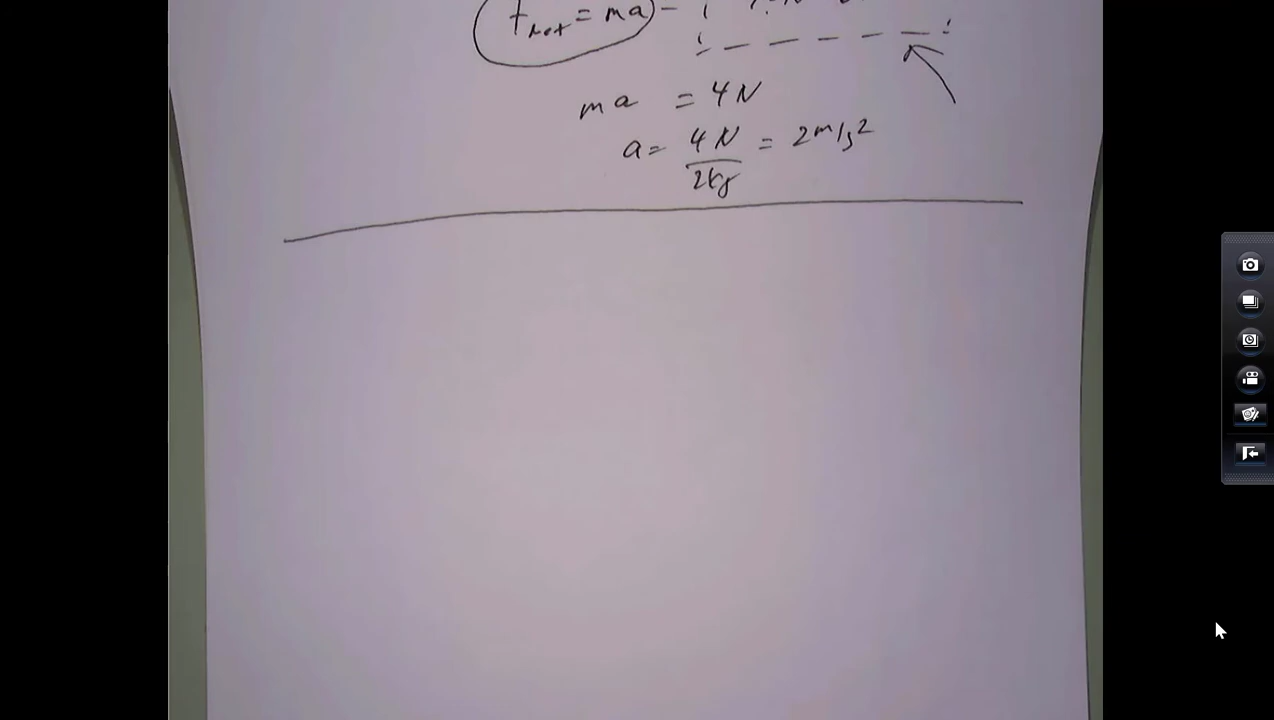 Fnet = ma
ma = 4N
a = 4N/2kg = 2m/s²